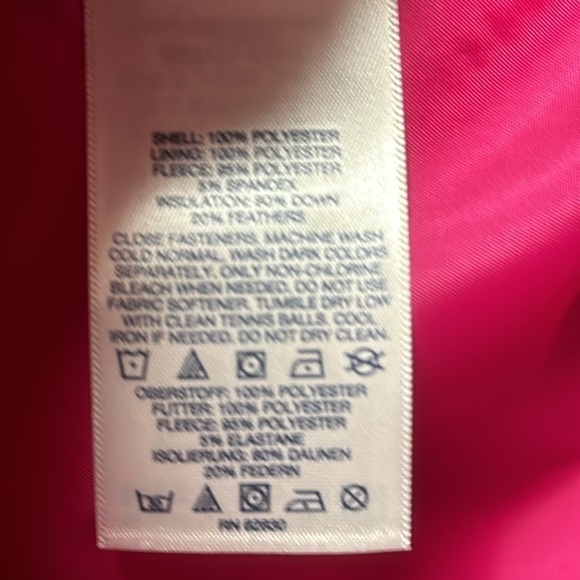 SHELL: 100% POLYESTER
LINING: 100% POLYESTER
FLEECE: 95% POLYESTER
5% SPANDEX
INSULATION: 80% DOWN
20% FEATHERS
CLOSE FASTENERS, MACHINE WASH
COLD NORMAL, WASH DARK COLORS
SEPARATELY, ONLY NON-CHLORINE
BLEACH WHEN NEEDED, DO NOT USE
FABRIC SOFTENER, TUMBLE DRY LOW
WITH CLEAN TENNIS BALLS, COOL
IRON IF NEEDED, DO NOT DRY CLEAN.
OBERSTOFF: 100% POLYESTER
FUTTER: 100% POLYESTER
FLEECE: 95% POLYESTER
5% ELASTANE
ISOLIERUNG: 80% DAUNEN
20% FEDERN
RN 82830